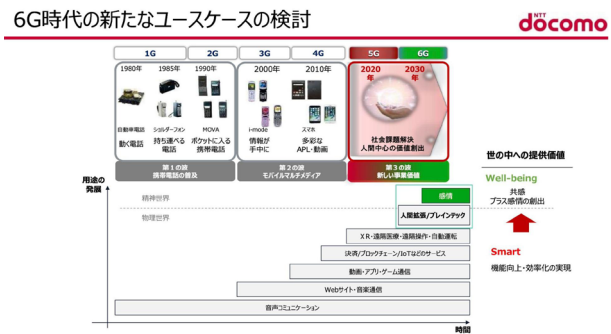 6G時代の新たなユースケースの検討
NTT
docomo
1G
2G
3G
4G
5G
6G
1980年
1985年
1990年
2000年
2010年
2020
年
2030
年
自動車電話
ショルダーフォン
MOVA
i-mode
スマホ
動く電話
持ち運べる
電話
ポケットに入る
携帯電話
情報が
手中に
多彩な
APL・動画
社会課題解決
人間中心の価値創出
第1の波
携帯電話の普及
第2の波
モバイルマルチメディア
第3の波
新しい事業価値
世の中への提供価値
用途の
発展
精神世界
物理世界
感情
人間拡張/ブレインテック
XR・遠隔医療・遠隔操作・自動運転
決済/ブロックチェーン/IoTなどのサービス
動画・アプリ・ゲーム通信
Webサイト・音楽通信
音声コミュニケーション
時間
Well-being
共感
プラス感情の創出
Smart
機能向上・効率化の実現